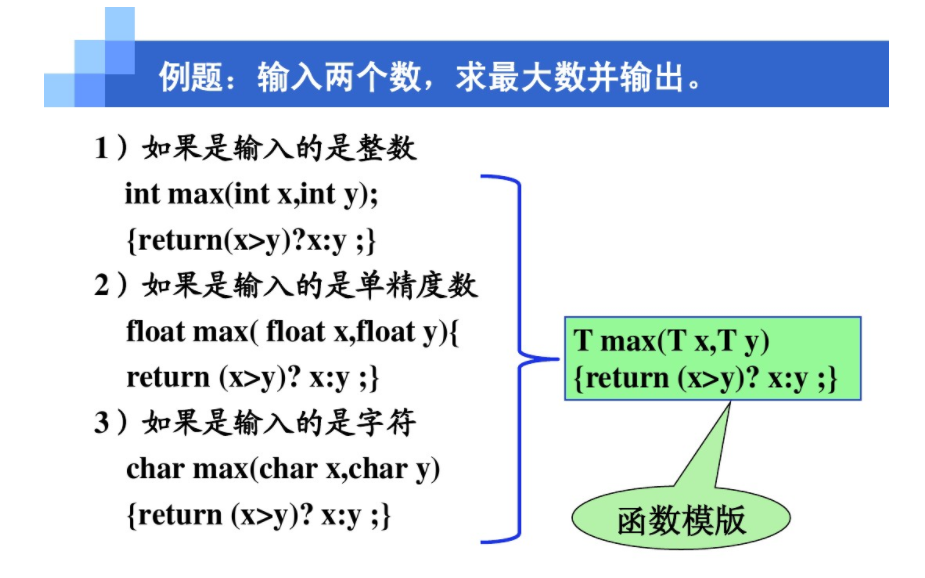 例题：输入两个数，求最大数并输出。
1）如果是输入的是整数
int max(int x,int y);
{return(x>y)?x:y ;}
2）如果是输入的是单精度数
float max( float x,float y){
return (x>y)? x:y ;}
3）如果是输入的是字符
char max(char x,char y)
{return (x>y)? x:y ;}
T max(T x,T y)
{return (x>y)? x:y ;}
函数模版